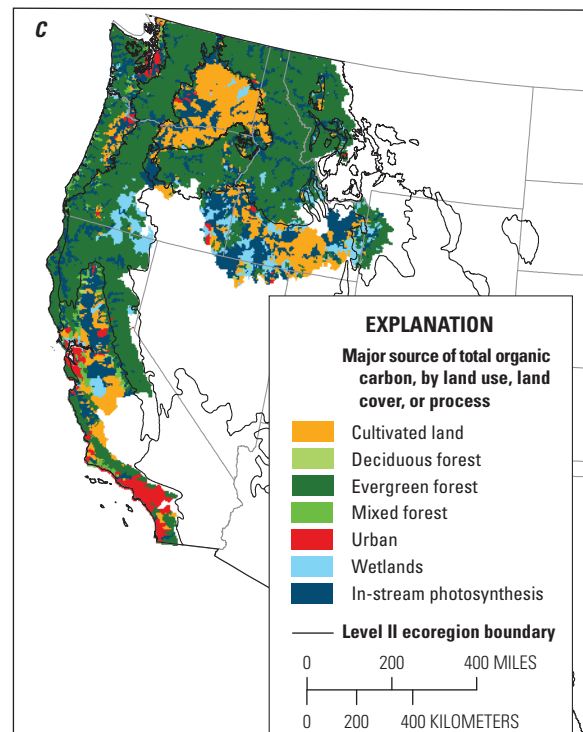 C
EXPLANATION
Major source of total organic
carbon, by land use, land
cover, or process
Cultivated land
Deciduous forest
Evergreen forest
Mixed forest
Urban
Wetlands
In-stream photosynthesis
Level II ecoregion boundary
0 200 400 MILES
0 200 400 KILOMETERS